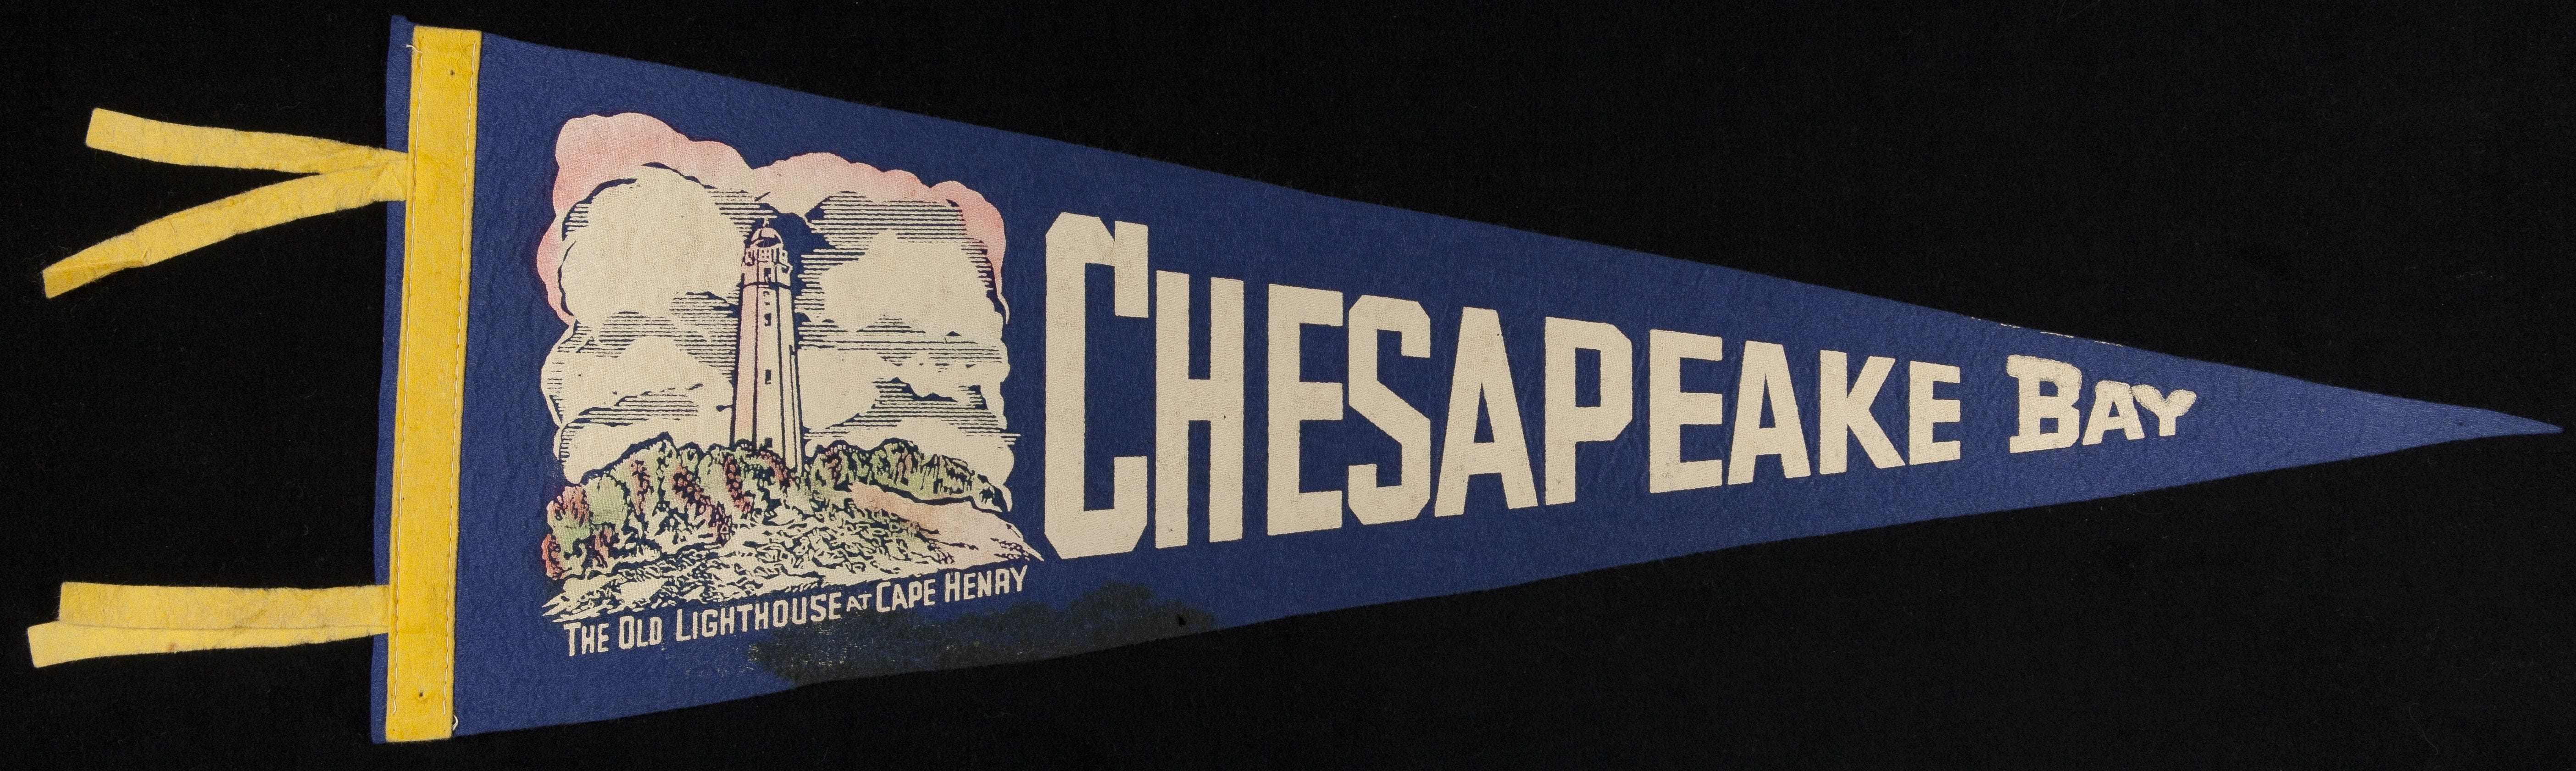 CHESAPEAKE BAY
THE OLD LIGHTHOUSE AT CAPE HENRY